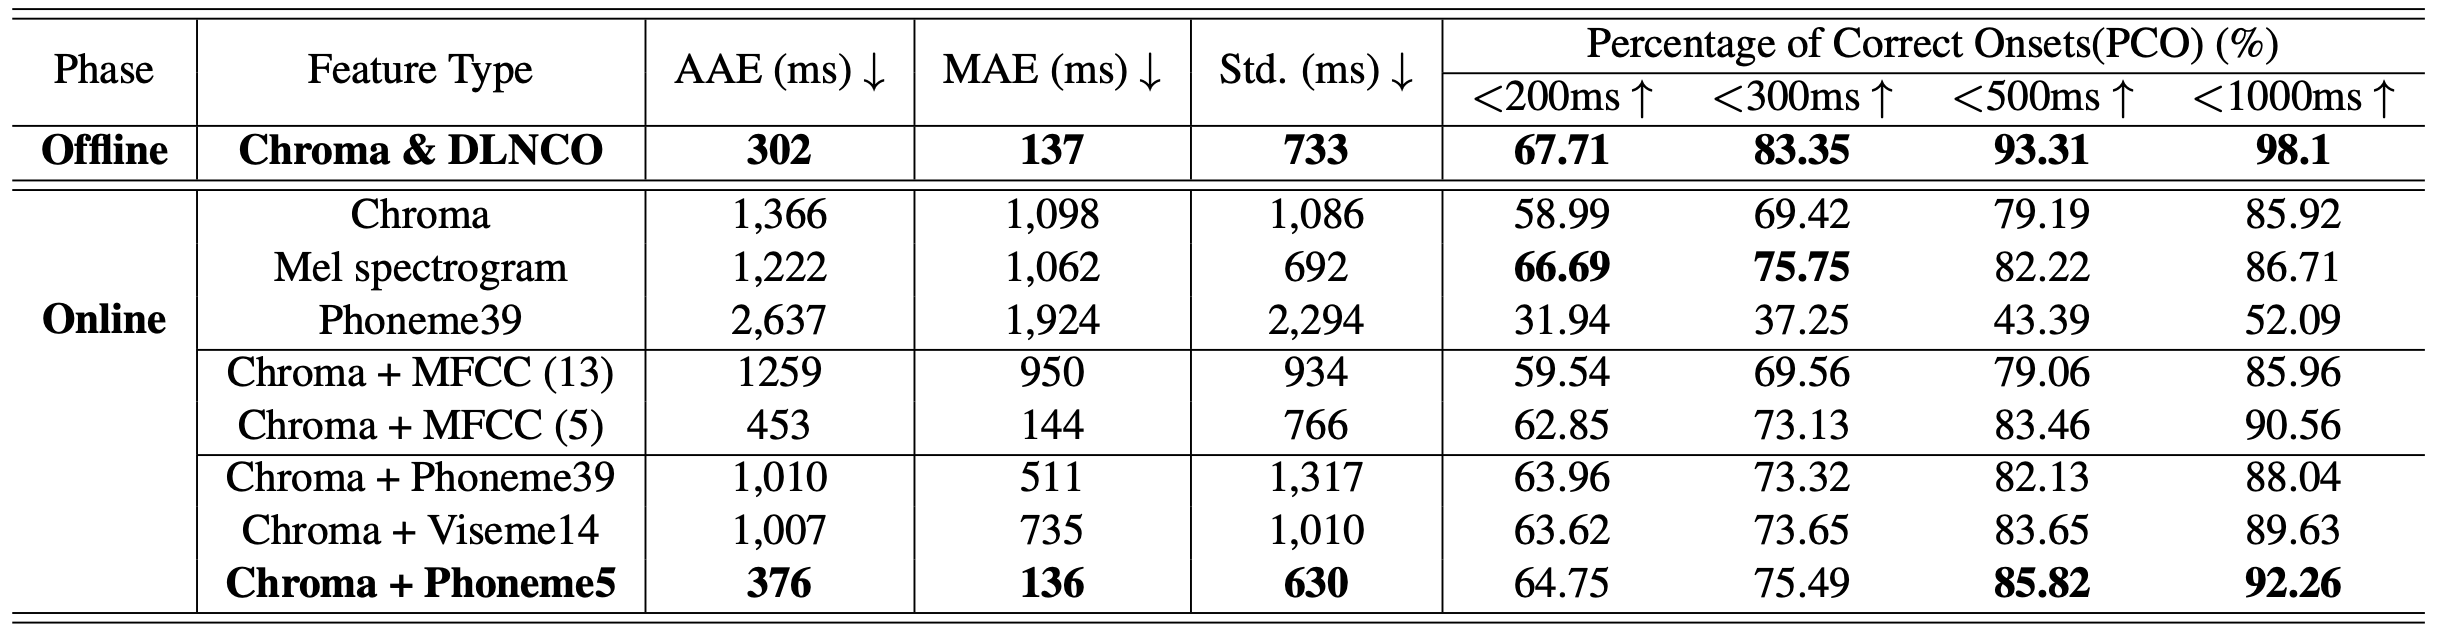 Phase Feature Type AAE (ms) ↓ MAE (ms) ↓ Std. (ms) ↓ Percentage of Correct Onsets(PCO) (%)
<200ms ↑ <300ms ↑ <500ms ↑ <1000ms ↑
Offline Chroma & DLNCO 302 137 733 67.71 83.35 93.31 98.1
Chroma 1,366 1,098 1,086 58.99 69.42 79.19 85.92
Mel spectrogram 1,222 1,062 692 66.69 75.75 82.22 86.71
Online Phoneme39 2,637 1,924 2,294 31.94 37.25 43.39 52.09
Chroma + MFCC (13) 1259 950 934 59.54 69.56 79.06 85.96
Chroma + MFCC (5) 453 144 766 62.85 73.13 83.46 90.56
Chroma + Phoneme39 1,010 511 1,317 63.96 73.32 82.13 88.04
Chroma + Viseme14 1,007 735 1,010 63.62 73.65 83.65 89.63
Chroma + Phoneme5 376 136 630 64.75 75.49 85.82 92.26